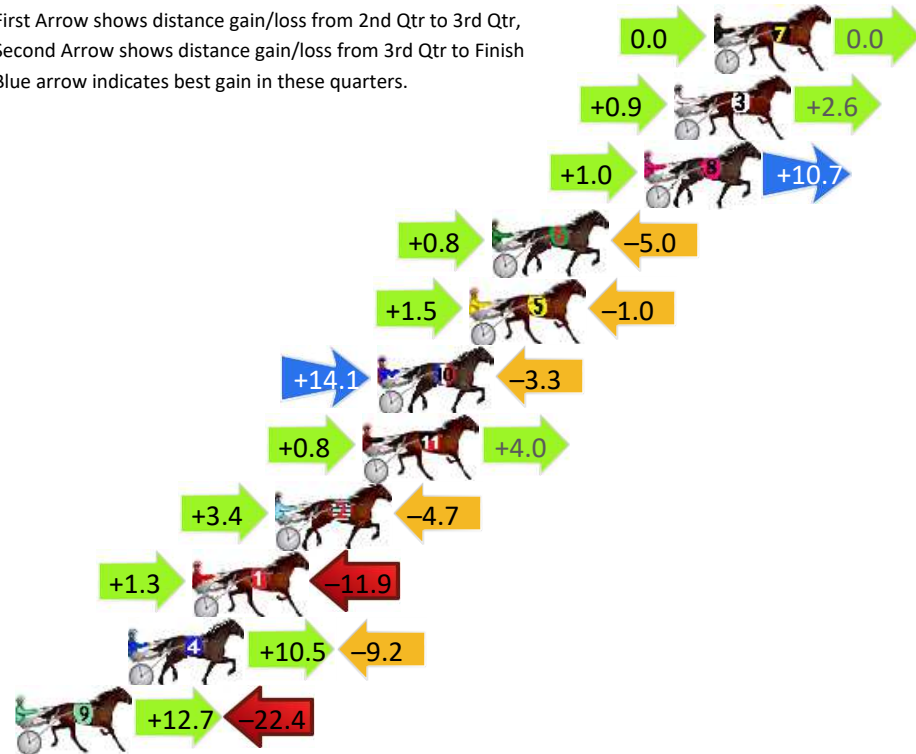 First Arrow shows distance gain/loss from 2nd Qtr to 3rd Qtr,
Second Arrow shows distance gain/loss from 3rd Qtr to Finish
Blue arrow indicates best gain in these quarters.
0.0 7 0.0
+0.9 3 +2.6
+1.0 8 +10.7
+0.8 6 –5.0
+1.5 5 –1.0
+14.1 10 –3.3
+0.8 11 +4.0
+3.4 2 –4.7
+1.3 1 –11.9
4 +10.5 –9.2
9 +12.7 –22.4